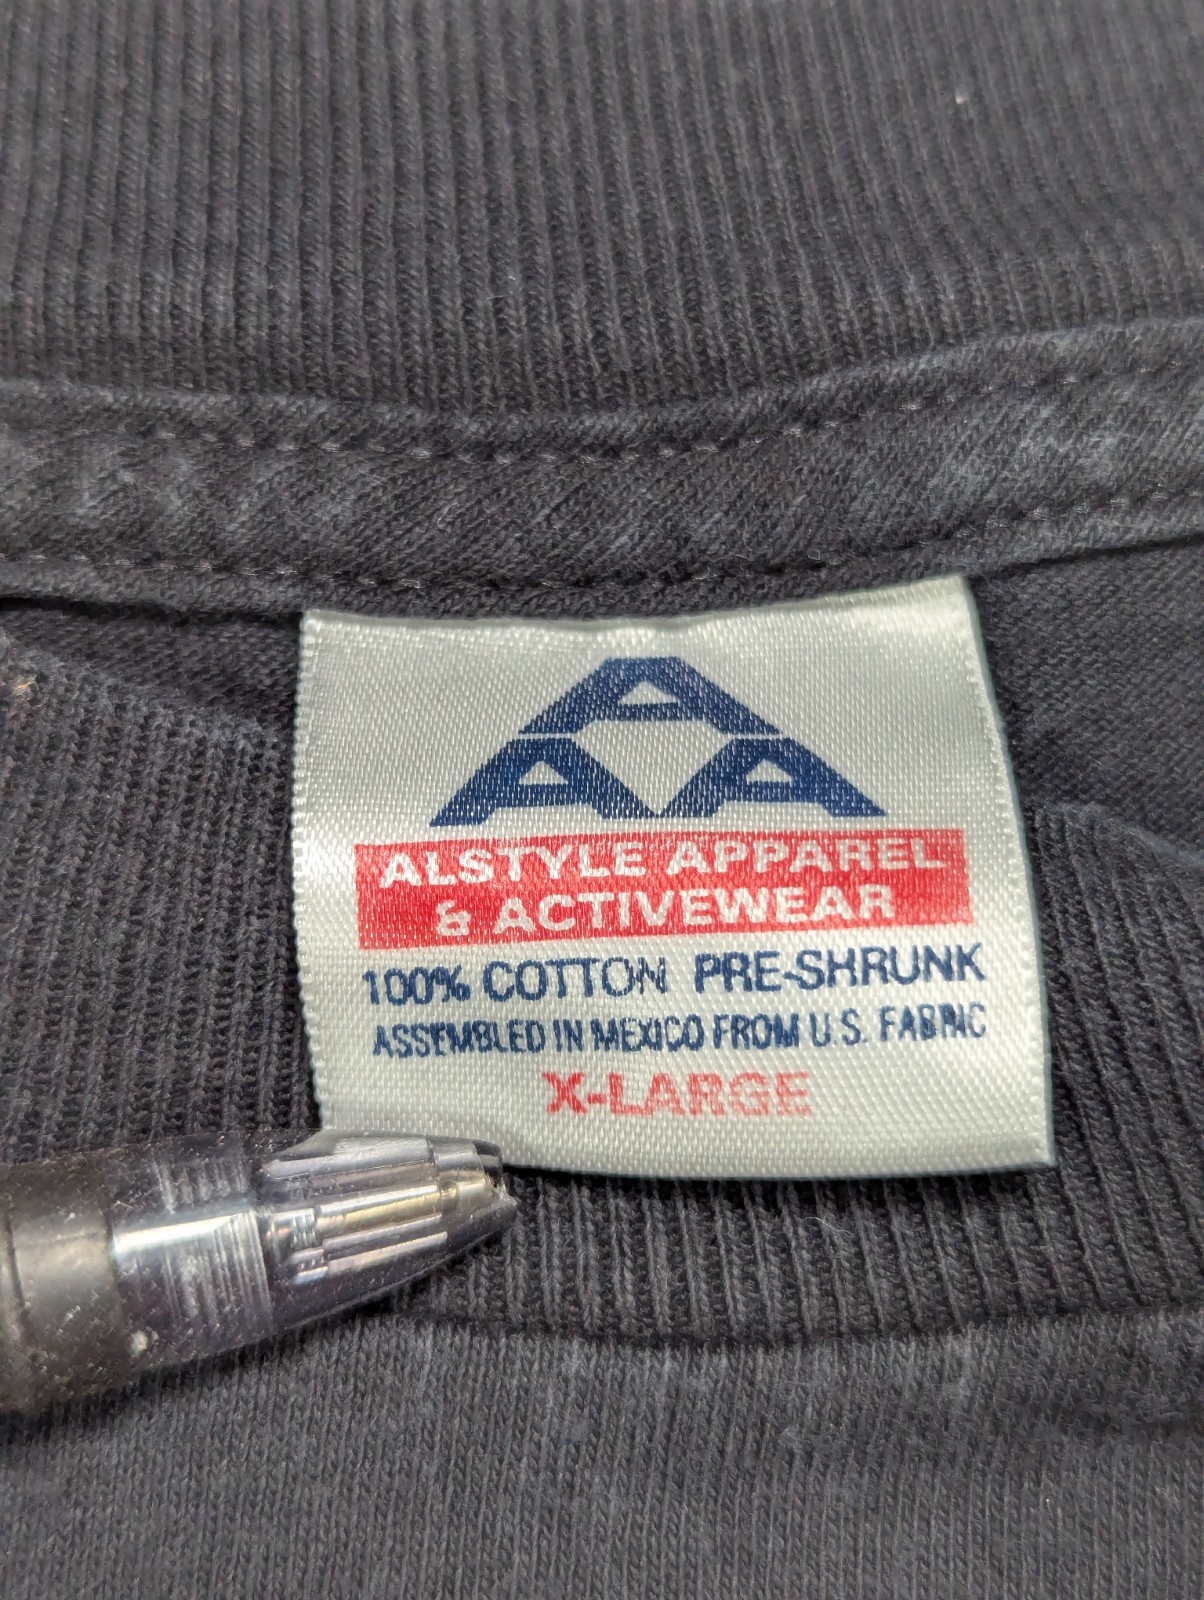 A
A A
ALSTYLE APPAREL
& ACTIVEWEAR
100% COTTON PRE-SHRUNK
ASSEMBLED IN MEXICO FROM U.S. FABRIC
X-LARGE